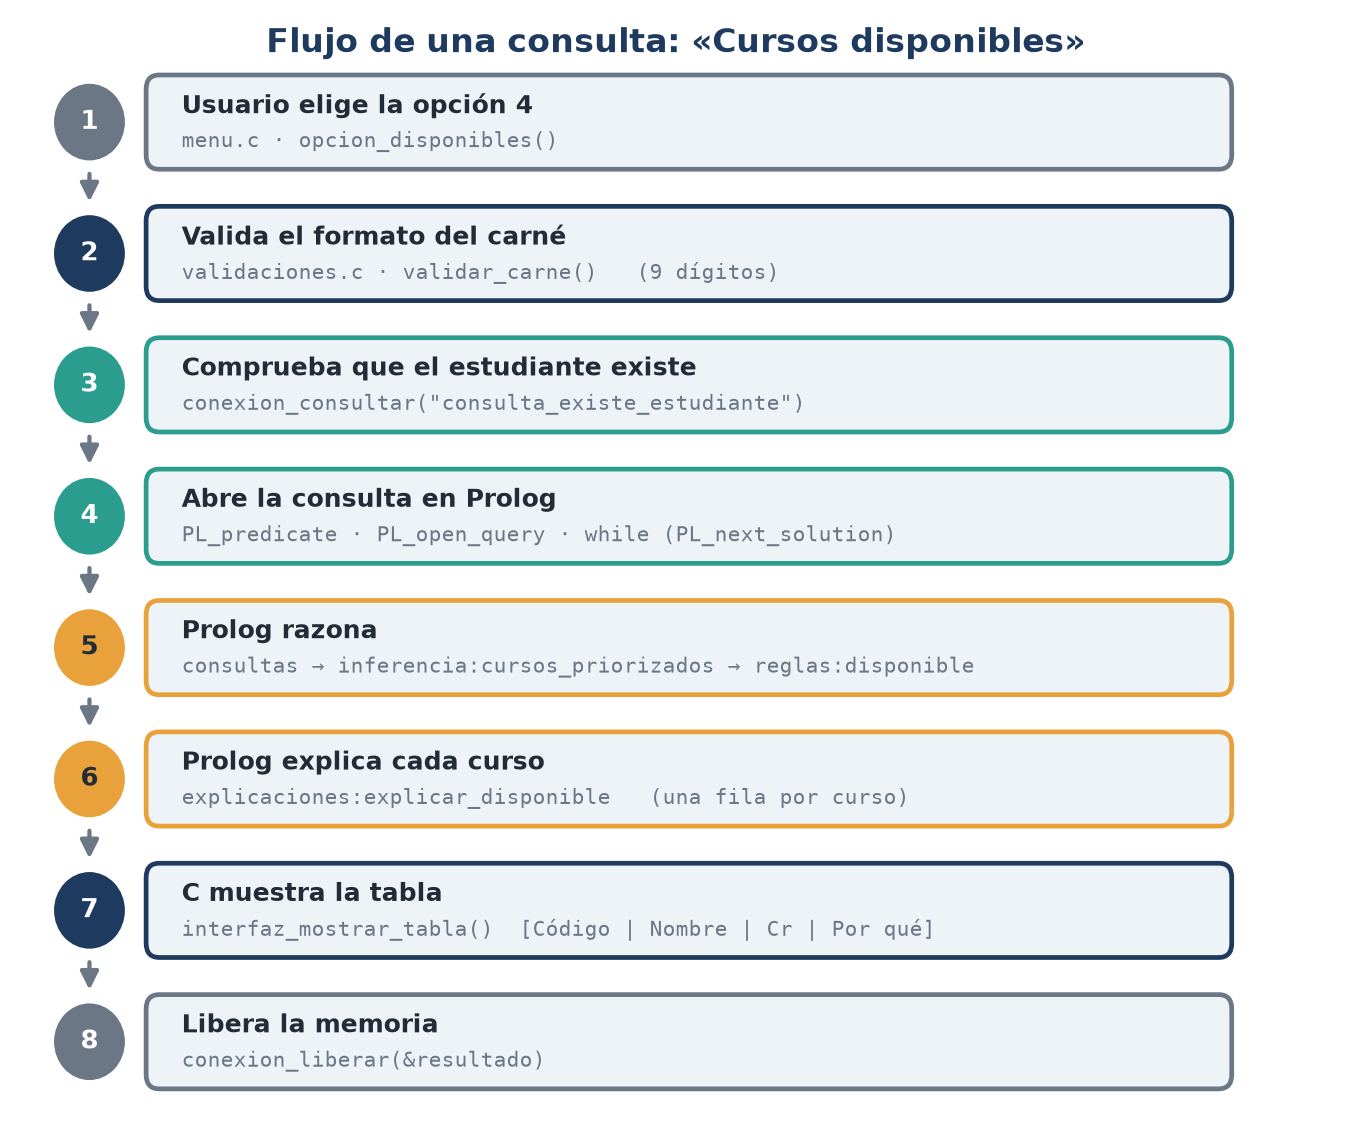 Flujo de una consulta: «Cursos disponibles»
1
Usuario elige la opción 4
menu.c · opcion_disponibles()
2
Valida el formato del carné
validaciones.c · validar_carne()   (9 dígitos)
3
Comprueba que el estudiante existe
conexion_consultar("consulta_existe_estudiante")
4
Abre la consulta en Prolog
PL_predicate · PL_open_query · while (PL_next_solution)
5
Prolog razona
consultas → inferencia:cursos_priorizados → reglas:disponible
6
Prolog explica cada curso
explicaciones:explicar_disponible   (una fila por curso)
7
C muestra la tabla
interfaz_mostrar_tabla()  [Código | Nombre | Cr | Por qué]
8
Libera la memoria
conexion_liberar(&resultado)